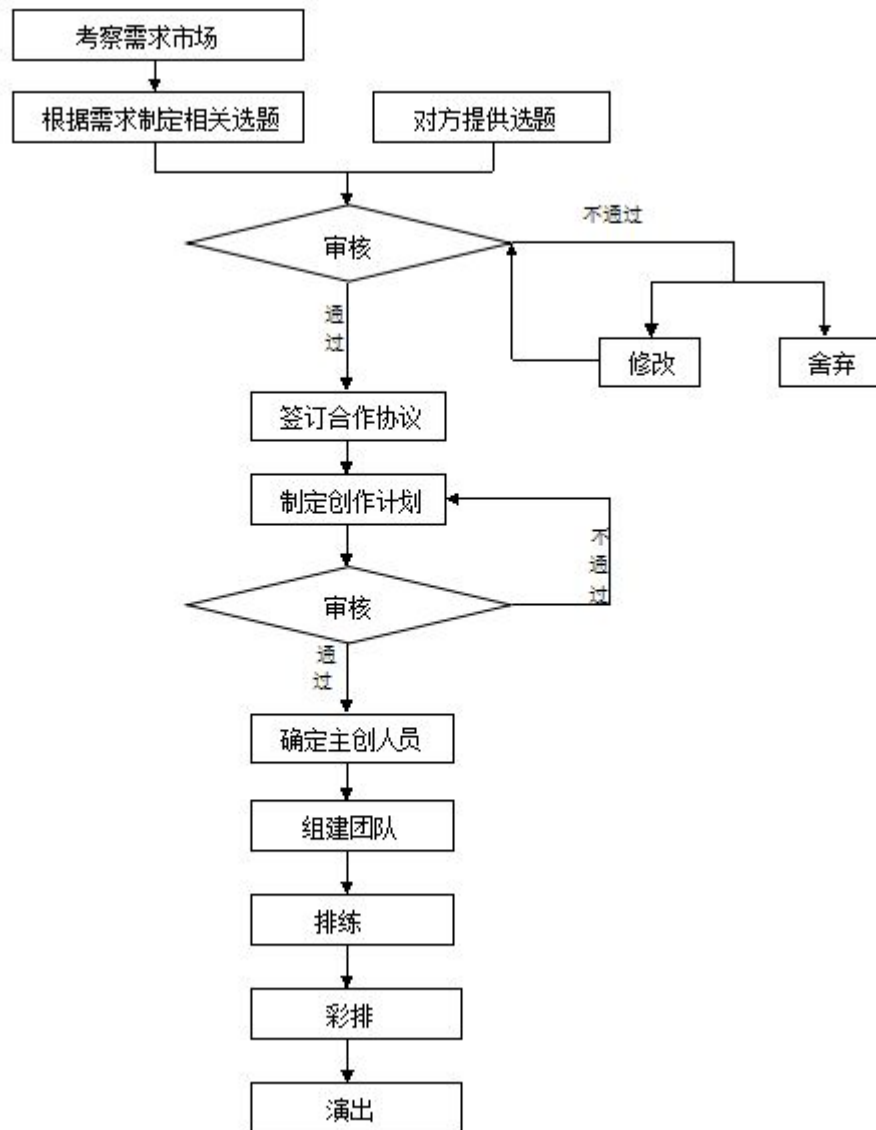 考察需求市场
根据需求制定相关选题
对方提供选题
审核
不通过
通过
修改
舍弃
签订合作协议
制定创作计划
不通过
审核
通过
确定主创人员
组建团队
排练
彩排
演出